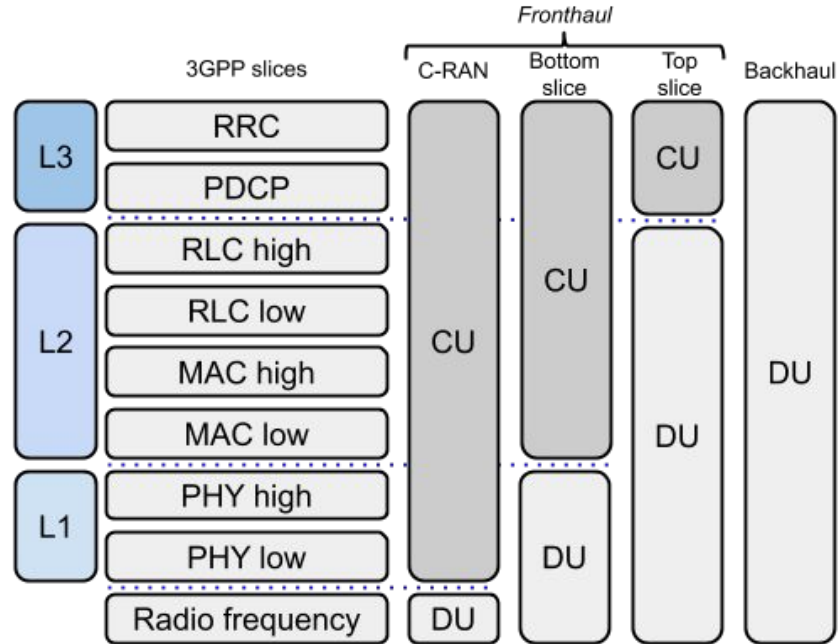 Fronthaul
3GPP slices
C-RAN
Bottom
slice
Top
slice
Backhaul
L3
RRC
PDCP
L2
RLC high
RLC low
MAC high
MAC low
L1
PHY high
PHY low
Radio frequency
CU
DU
CU
DU
CU
DU
DU